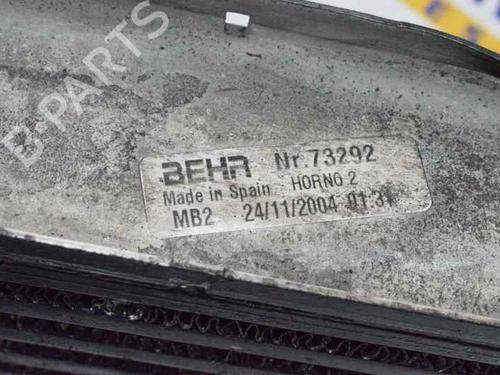 B-PARTS
BEHR Nr. 73292
Made in Spain HORNO 2
MB2 24/11/2004 01:31